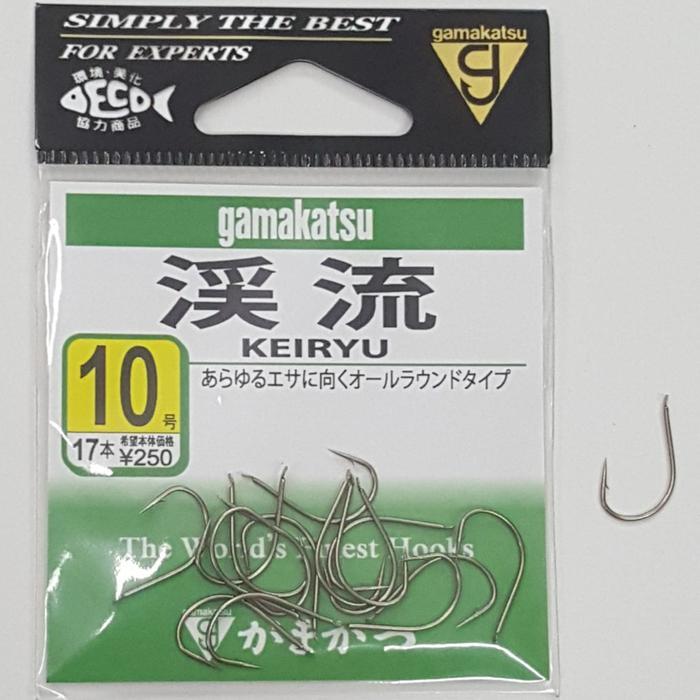 SIMPLY THE BEST
FOR EXPERTS
環境・美化
ECO
協力商品
gamakatsu
gamakatsu
渓流
KEIRYU
あらゆるエサに向くオールラウンドタイプ
10号
17本 希望本体価格 ¥250
The World's Finest Hooks
gamakatsu
がまかつ